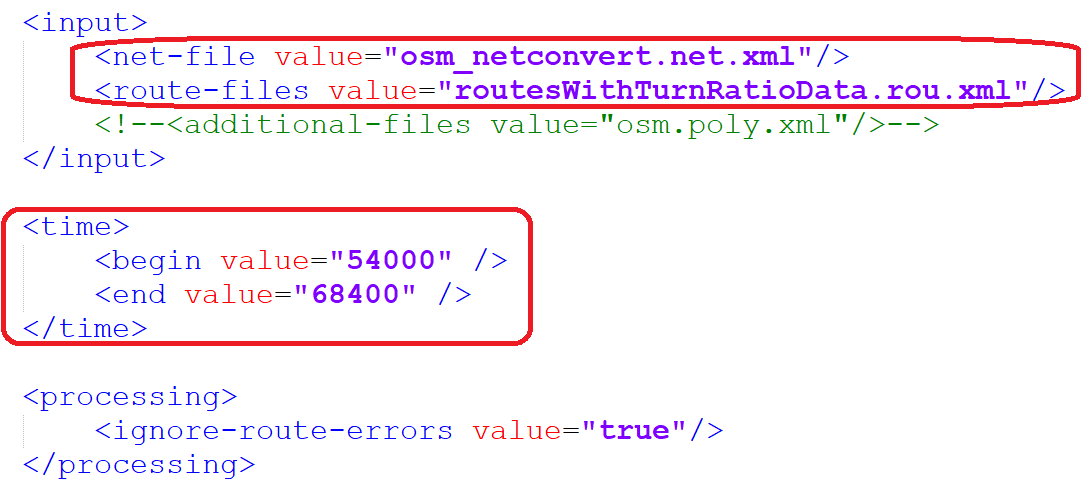 <input>
<net-file value="osm_netconvert.net.xml"/>
<route-files value="routesWithTurnRatioData.rou.xml"/>
<!--<additional-files value="osm.poly.xml"/>-->
</input>
<time>
<begin value="54000" />
<end value="68400" />
</time>
<processing>
<ignore-route-errors value="true"/>
</processing>